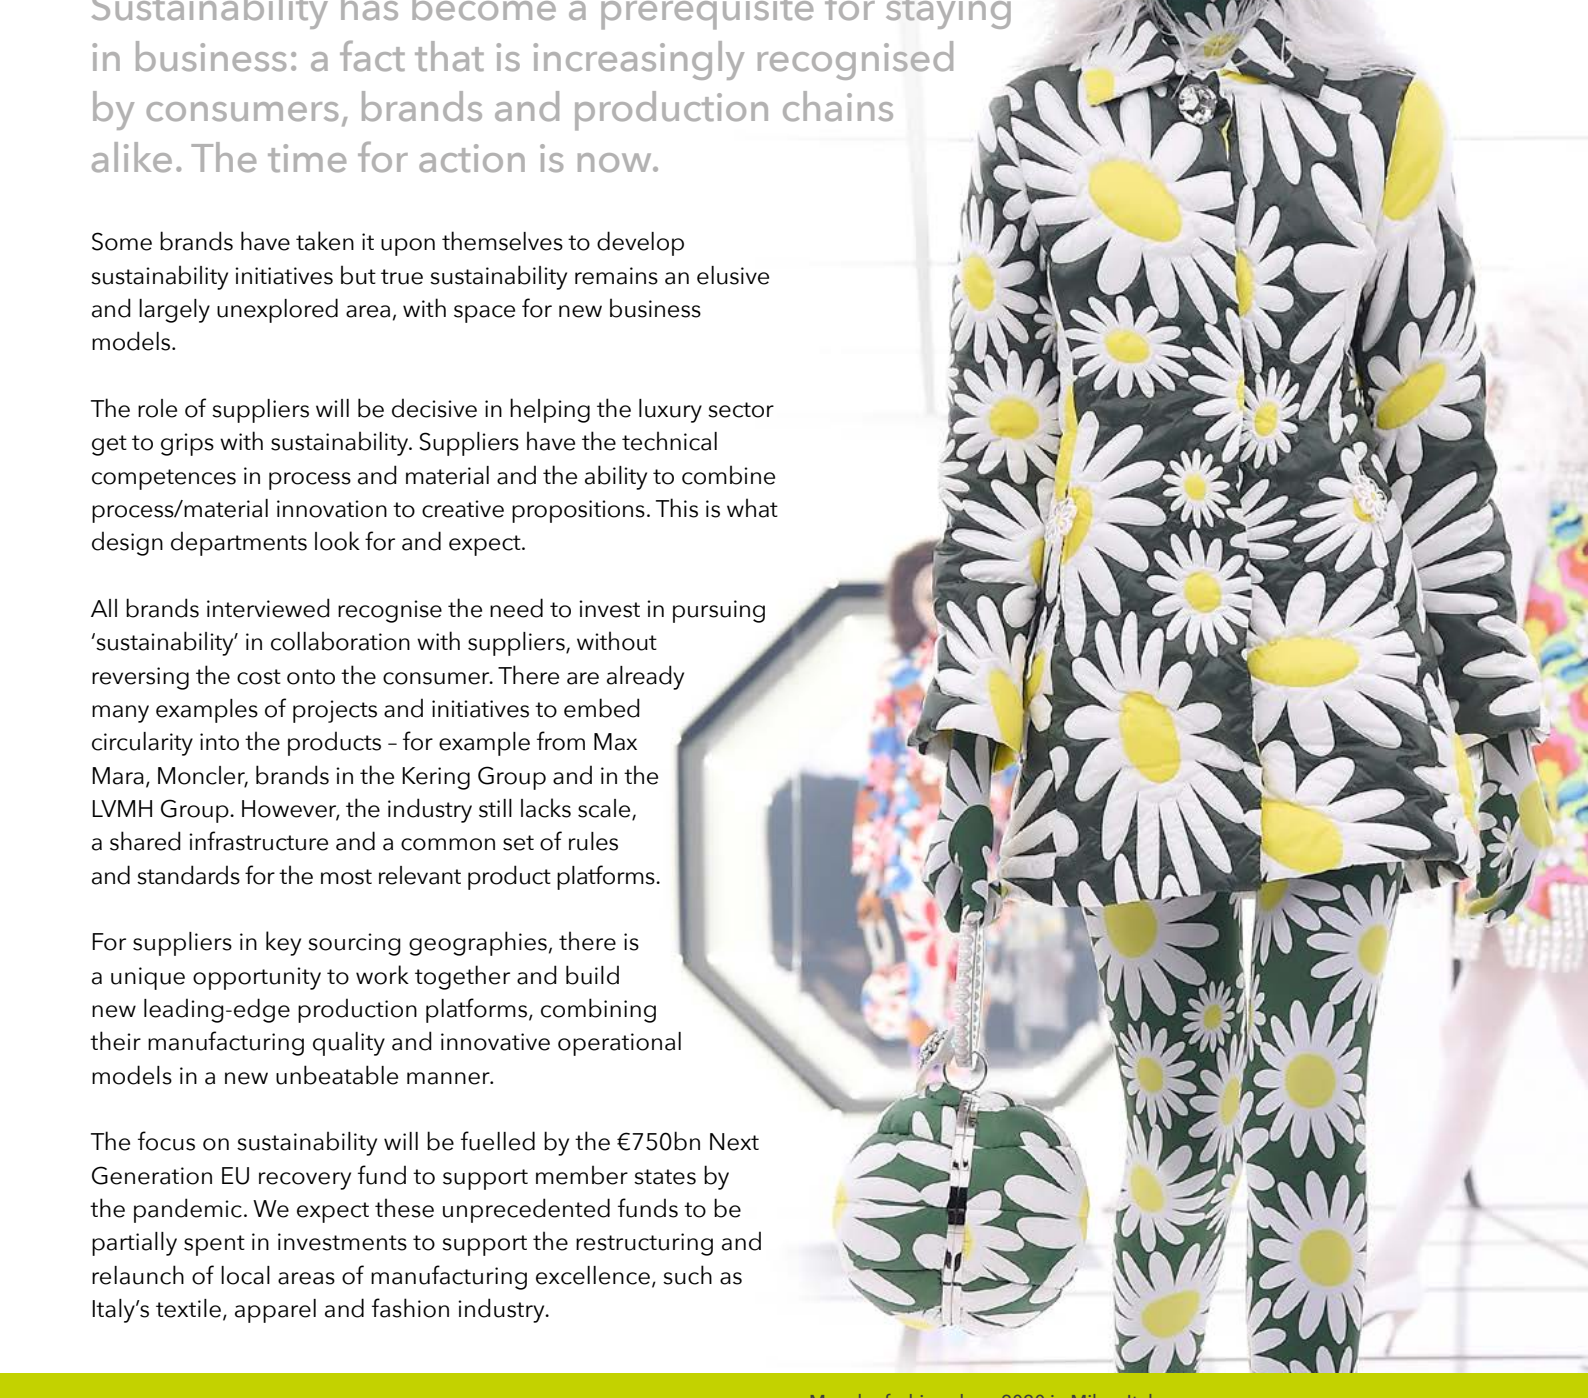 Sustainability has become a prerequisite for staying
in business: a fact that is increasingly recognised
by consumers, brands and production chains
alike. The time for action is now.
Some brands have taken it upon themselves to develop
sustainability initiatives but true sustainability remains an elusive
and largely unexplored area, with space for new business
models.
The role of suppliers will be decisive in helping the luxury sector
get to grips with sustainability. Suppliers have the technical
competences in process and material and the ability to combine
process/material innovation to creative propositions. This is what
design departments look for and expect.
All brands interviewed recognise the need to invest in pursuing
‘sustainability’ in collaboration with suppliers, without
reversing the cost onto the consumer. There are already
many examples of projects and initiatives to embed
circularity into the products – for example from Max
Mara, Moncler, brands in the Kering Group and in the
LVMH Group. However, the industry still lacks scale,
a shared infrastructure and a common set of rules
and standards for the most relevant product platforms.
For suppliers in key sourcing geographies, there is
a unique opportunity to work together and build
new leading-edge production platforms, combining
their manufacturing quality and innovative operational
models in a new unbeatable manner.
The focus on sustainability will be fuelled by the €750bn Next
Generation EU recovery fund to support member states by
the pandemic. We expect these unprecedented funds to be
partially spent in investments to support the restructuring and
relaunch of local areas of manufacturing excellence, such as
Italy’s textile, apparel and fashion industry.